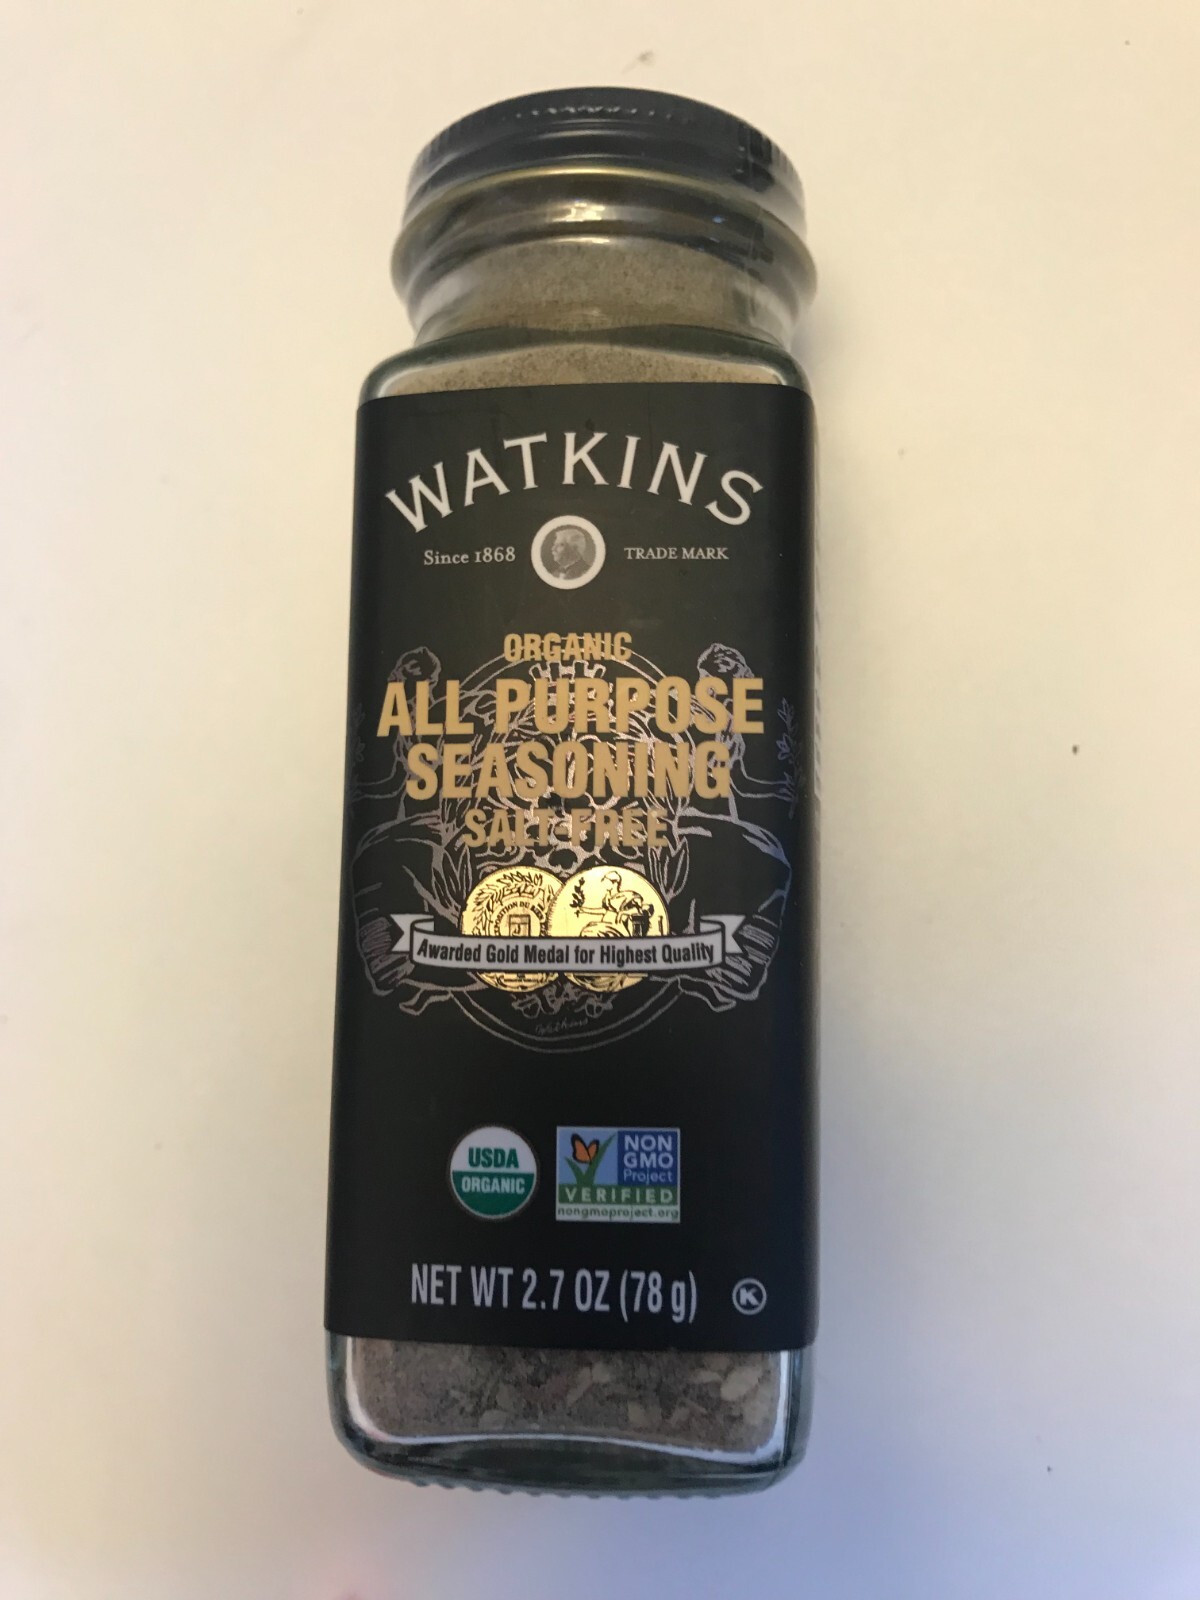 WATKINS
Since 1868 TRADE MARK
ORGANIC
ALL PURPOSE
SEASONING
SALT-FREE
Awarded Gold Medal for Highest Quality
Watkins
USDA
ORGANIC
NON
GMO
Project
VERIFIED
nongmoproject.org
NET WT 2.7 OZ (78 g) K